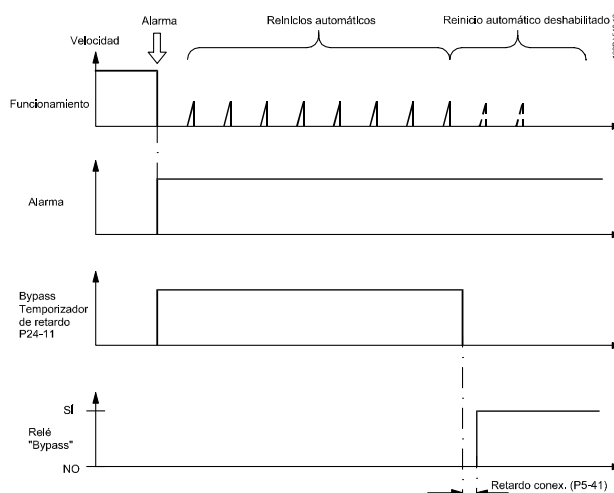 Alarma
Reinicios automáticos
Reinicio automático deshabilitado
Velocidad
Funcionamiento
Alarma
Bypass
Temporizador
de retardo
P24-11
SÍ
Relé
"Bypass"
NO
Retardo conex. (P5-41)